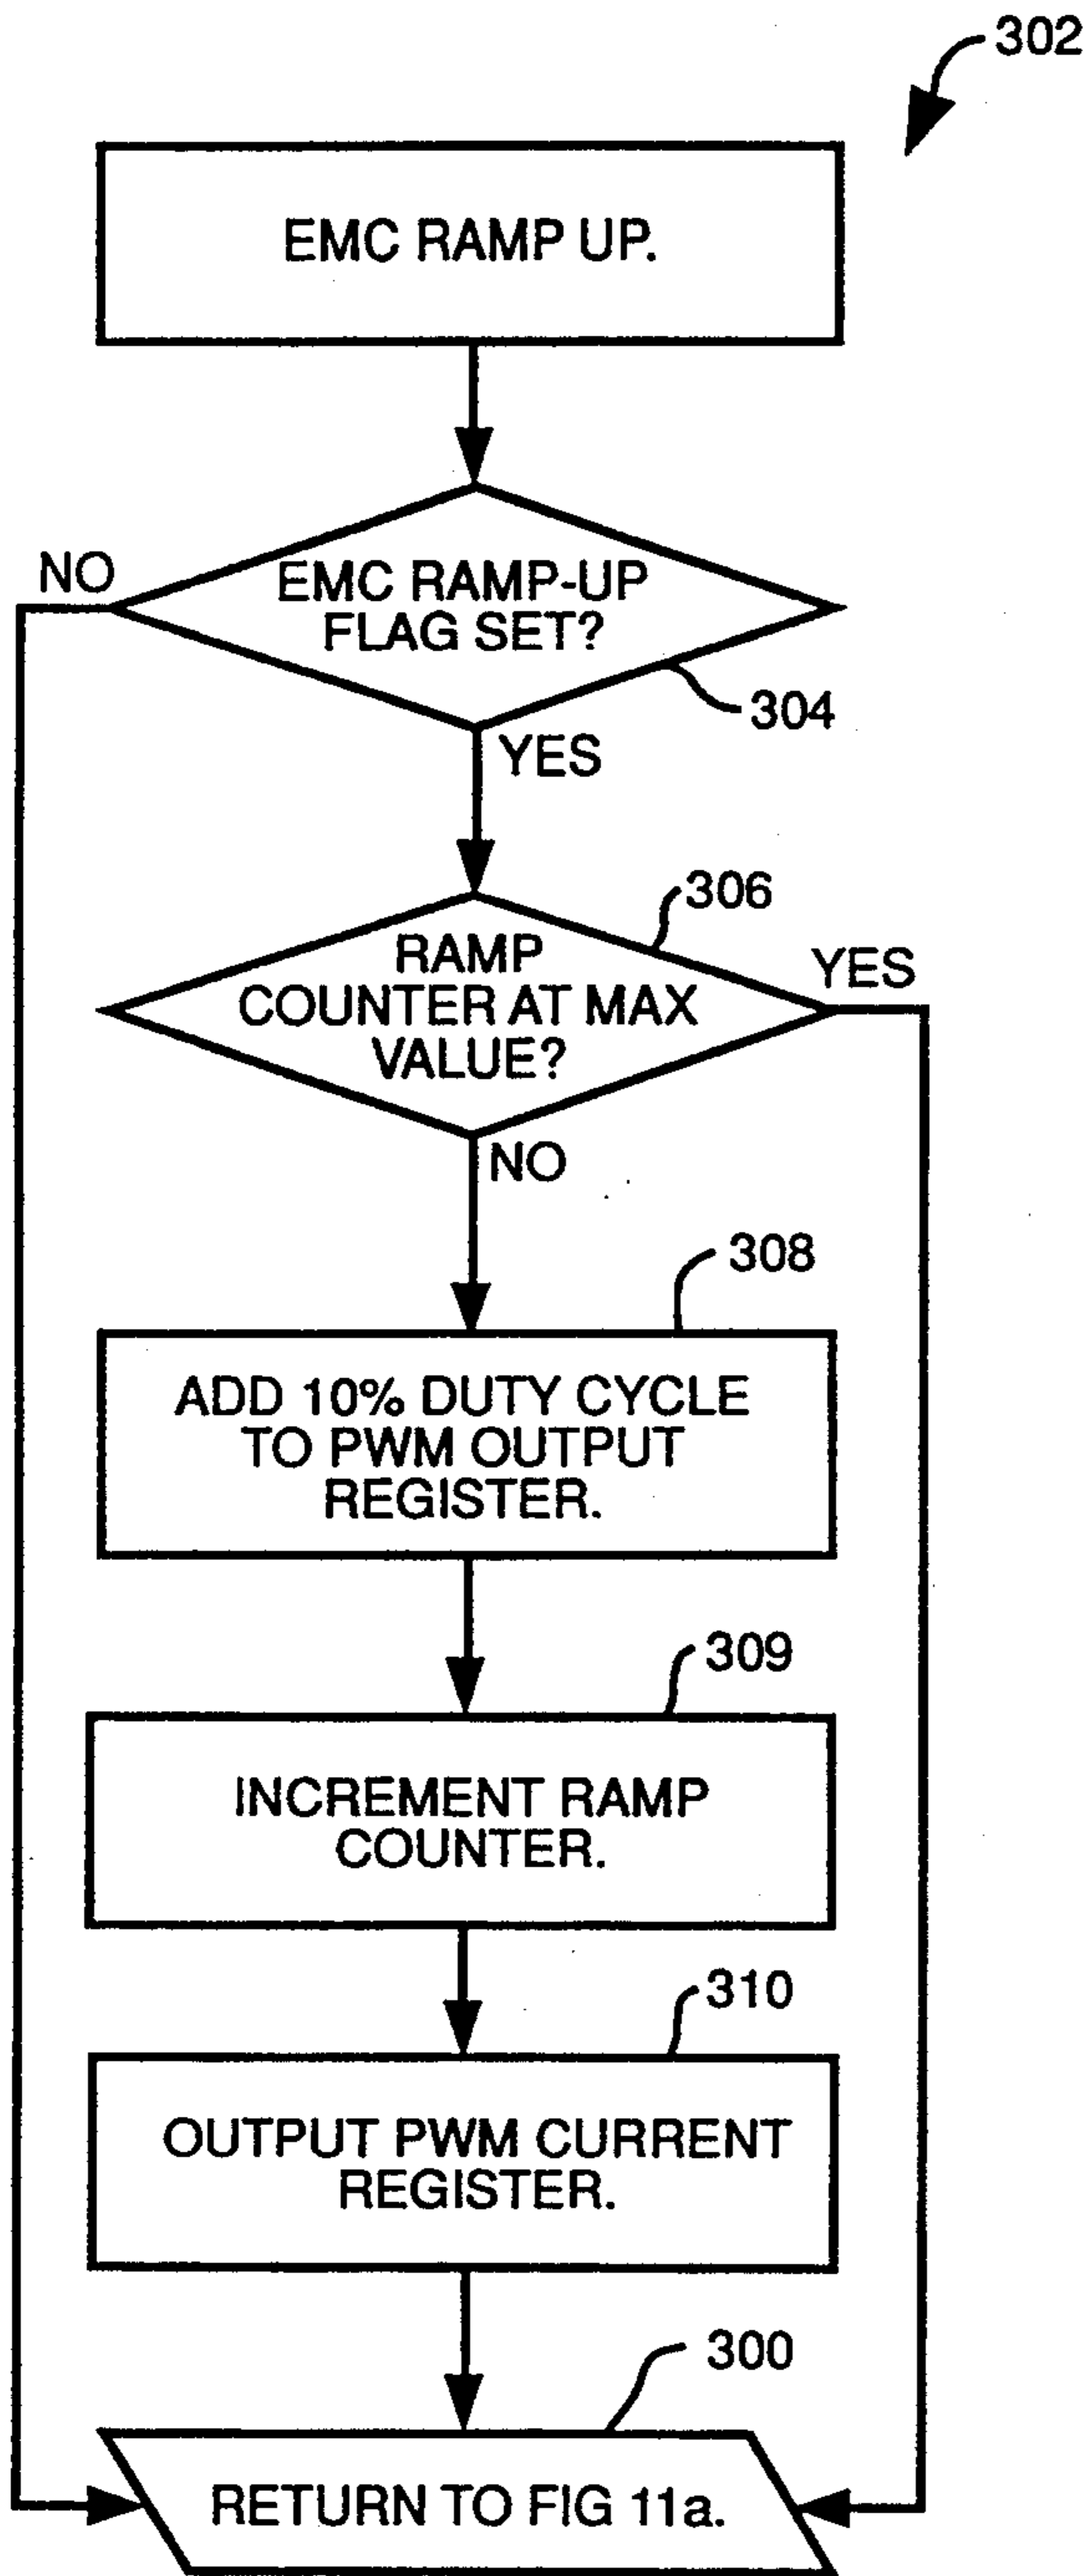 302
EMC RAMP UP.
NO
EMC RAMP-UP
FLAG SET?
304
YES
306
RAMP
COUNTER AT MAX
VALUE?
YES
NO
308
ADD 10% DUTY CYCLE
TO PWM OUTPUT
REGISTER.
309
INCREMENT RAMP
COUNTER.
310
OUTPUT PWM CURRENT
REGISTER.
300
RETURN TO FIG 11a.